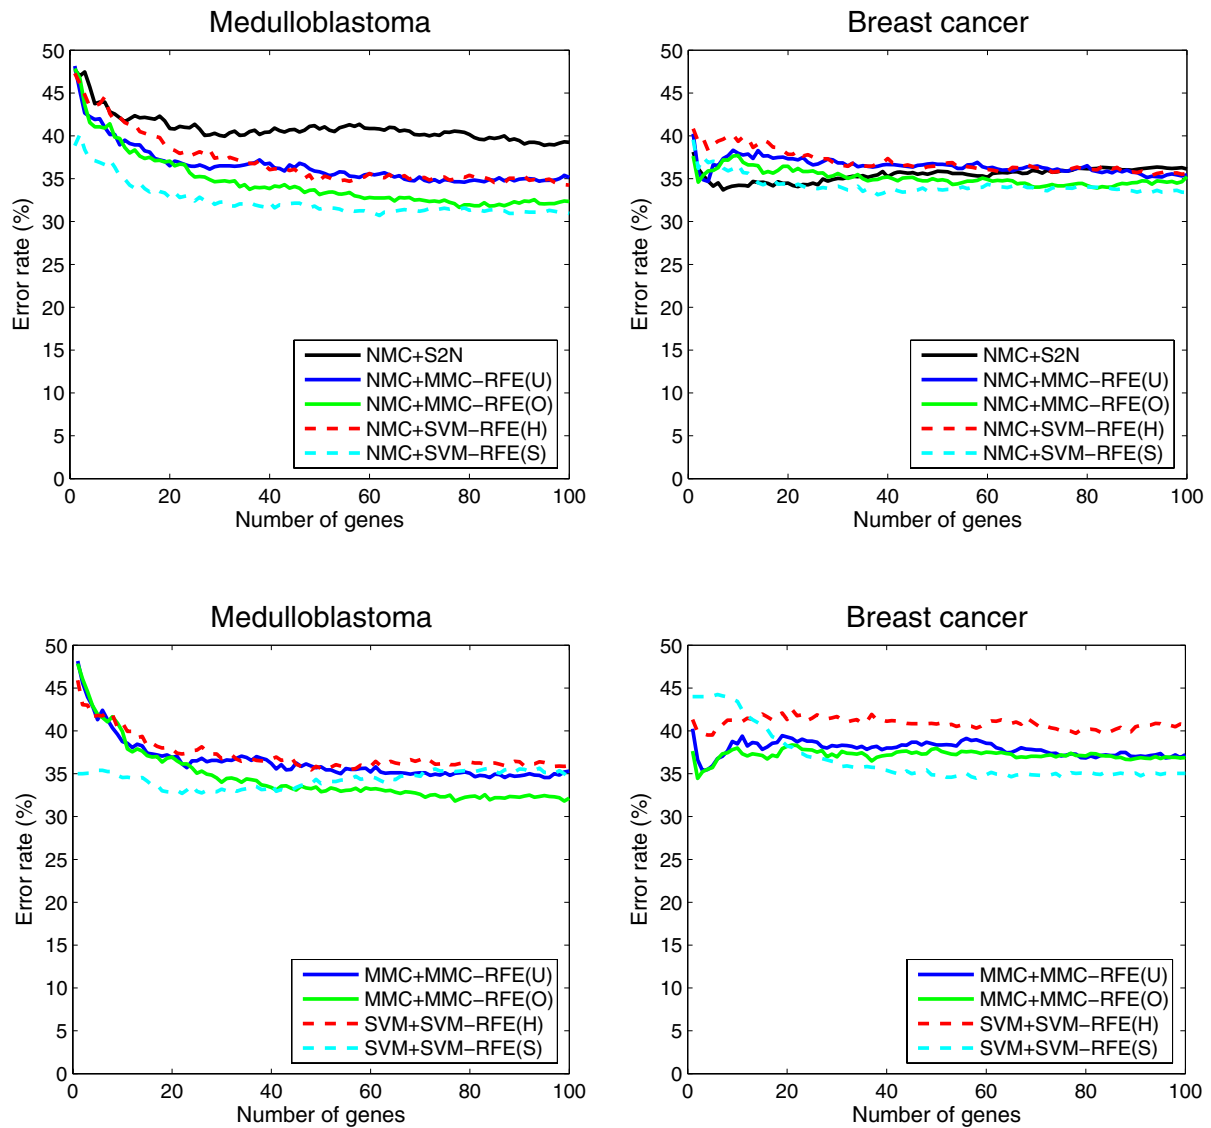 Medulloblastoma
50
45
40
35
30
25
20
15
10
5
0
0 20 40 60 80 100
Error rate (%)
Number of genes
NMC+S2N
NMC+MMC−RFE(U)
NMC+MMC−RFE(O)
NMC+SVM−RFE(H)
NMC+SVM−RFE(S)
Breast cancer
50
45
40
35
30
25
20
15
10
5
0
0 20 40 60 80 100
Error rate (%)
Number of genes
NMC+S2N
NMC+MMC−RFE(U)
NMC+MMC−RFE(O)
NMC+SVM−RFE(H)
NMC+SVM−RFE(S)
Medulloblastoma
50
45
40
35
30
25
20
15
10
5
0
0 20 40 60 80 100
Error rate (%)
Number of genes
MMC+MMC−RFE(U)
MMC+MMC−RFE(O)
SVM+SVM−RFE(H)
SVM+SVM−RFE(S)
Breast cancer
50
45
40
35
30
25
20
15
10
5
0
0 20 40 60 80 100
Error rate (%)
Number of genes
MMC+MMC−RFE(U)
MMC+MMC−RFE(O)
SVM+SVM−RFE(H)
SVM+SVM−RFE(S)